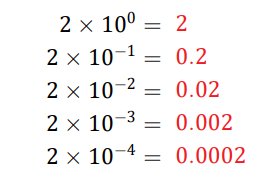 2 × 10⁰ = 2
2 × 10⁻¹ = 0.2
2 × 10⁻² = 0.02
2 × 10⁻³ = 0.002
2 × 10⁻⁴ = 0.0002